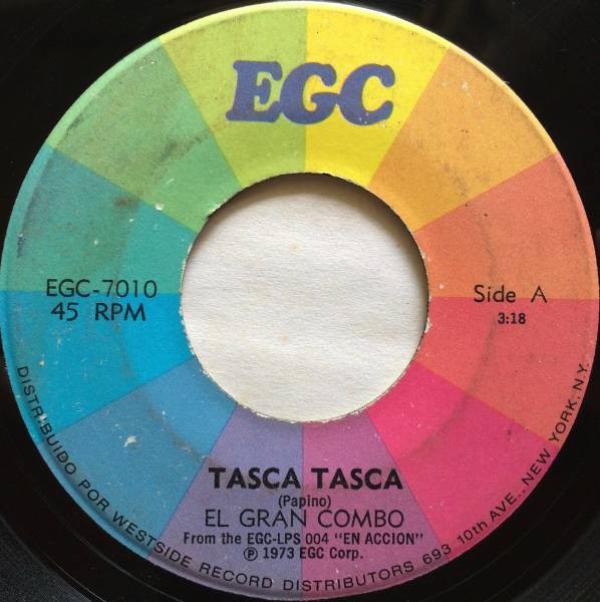 EGC
EGC-7010
45 RPM
Side A
3:18
TASCA TASCA
(Papino)
EL GRAN COMBO
From the EGC-LPS 004 "EN ACCION"
℗ 1973 EGC Corp.
DISTRIBUIDO POR WESTSIDE RECORD DISTRIBUTORS 693 10th AVE., NEW YORK, N.Y.